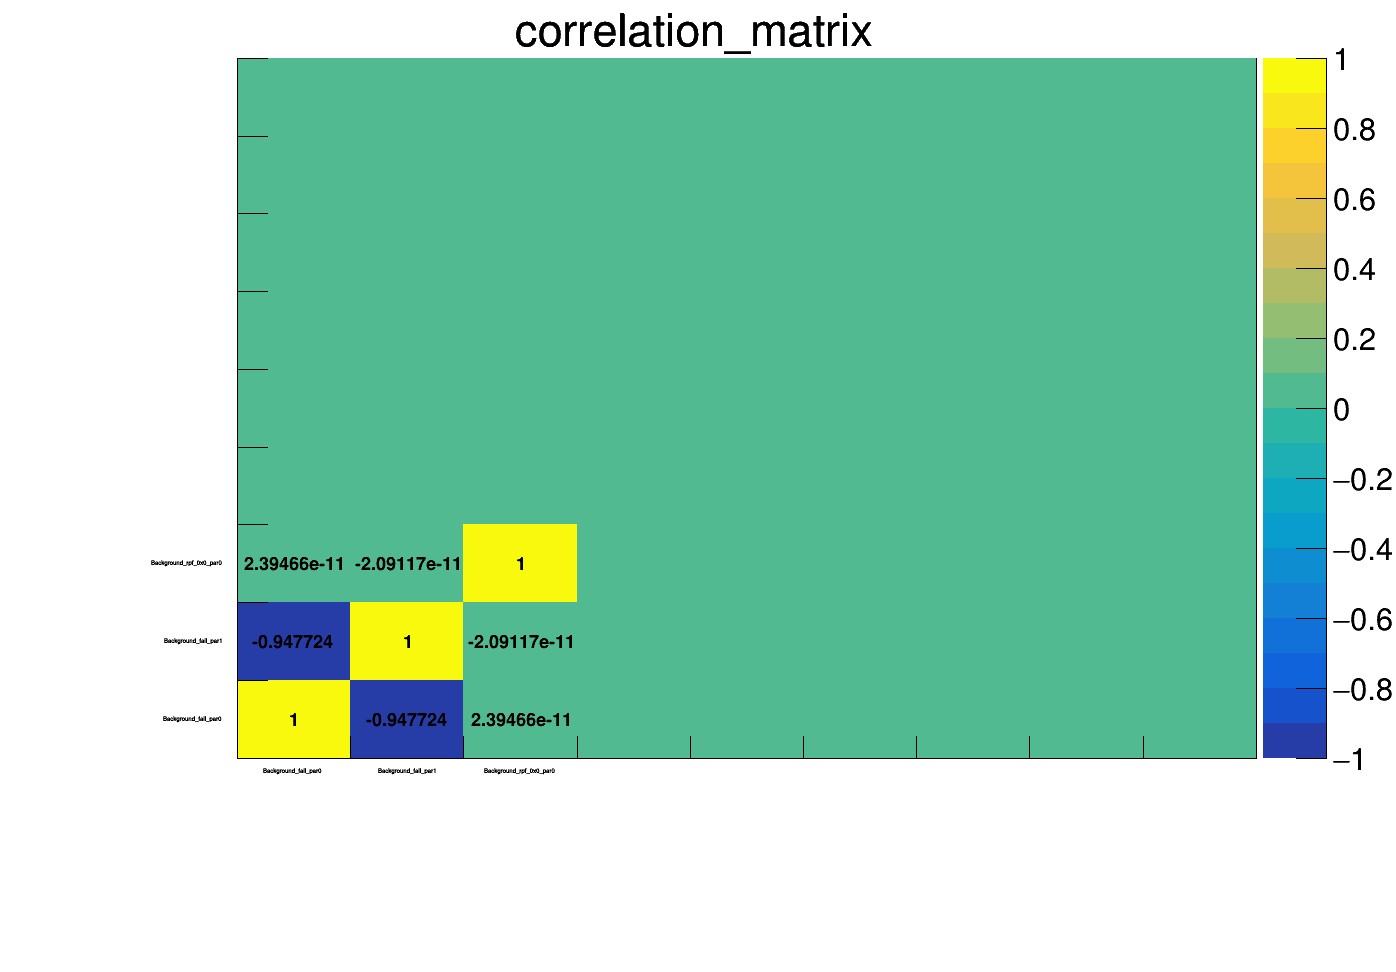 correlation_matrix
1
0.8
0.6
0.4
0.2
0
−0.2
−0.4
−0.6
−0.8
−1
Background_rpf_0x0_par0 2.39466e-11 -2.09117e-11 1
Background_fail_par1 -0.947724 1 -2.09117e-11
Background_fail_par0 1 -0.947724 2.39466e-11
Background_fail_par0 Background_fail_par1 Background_rpf_0x0_par0